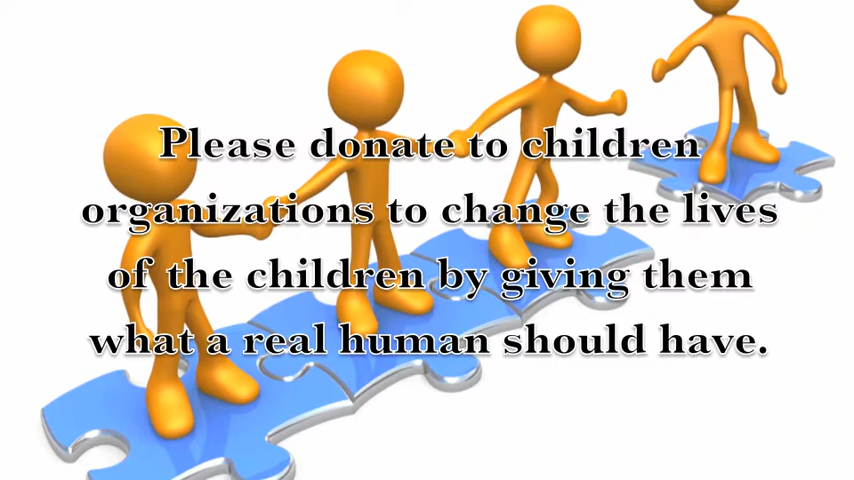 Please donate to children
organizations to change the lives
of the children by giving them
what a real human should have.